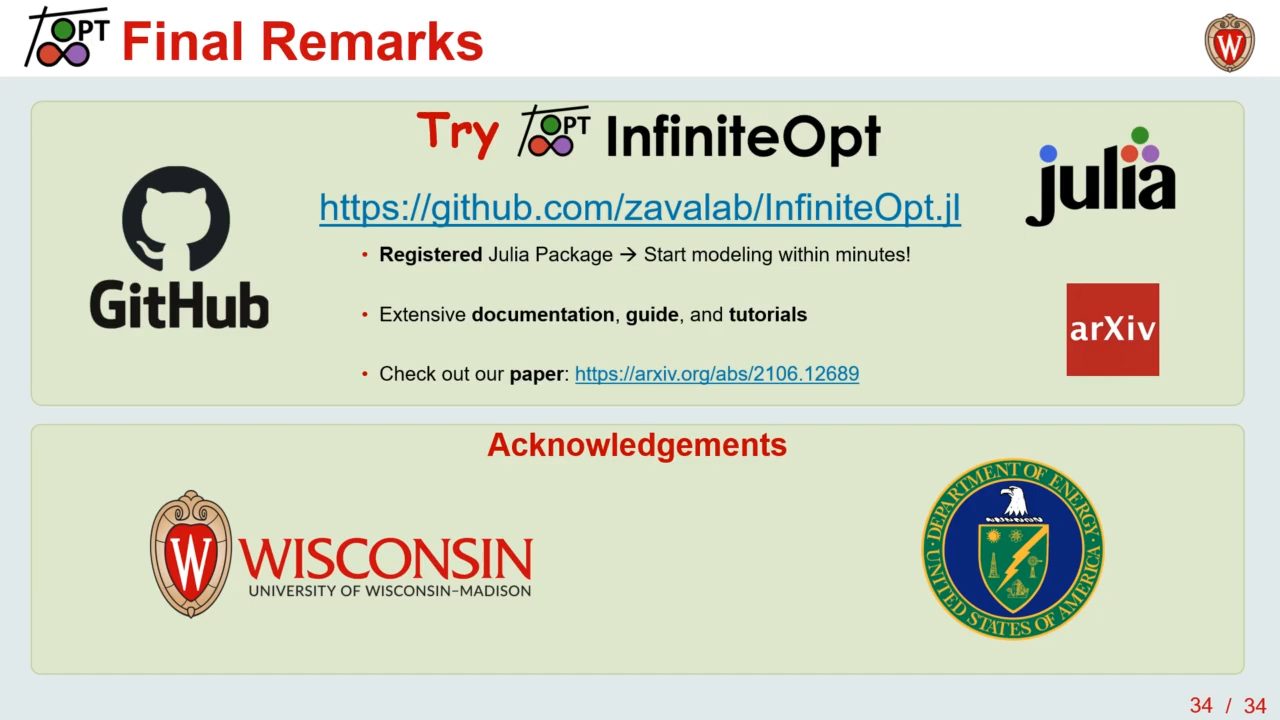 OPT Final Remarks
W
Try OPT InfiniteOpt
julia
GitHub
https://github.com/zavalab/InfiniteOpt.jl
• Registered Julia Package → Start modeling within minutes!
• Extensive documentation, guide, and tutorials
arXiv
• Check out our paper: https://arxiv.org/abs/2106.12689
Acknowledgements
W
WISCONSIN
UNIVERSITY OF WISCONSIN–MADISON
DEPARTMENT OF ENERGY
UNITED STATES OF AMERICA
34 / 34